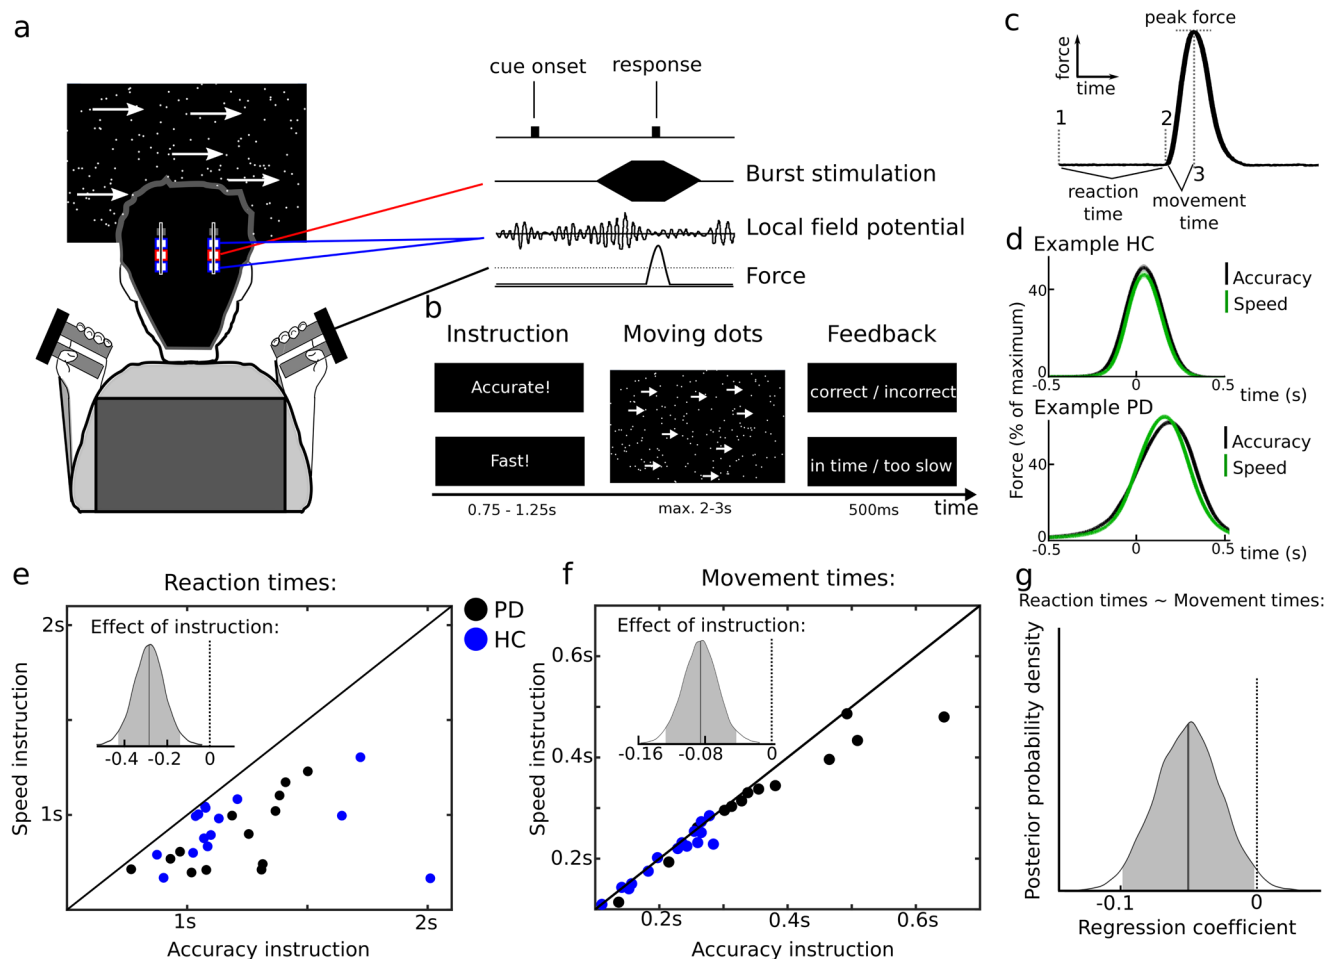 a
cue onset
response
Burst stimulation
Local field potential
Force
b
Instruction
Moving dots
Feedback
Accurate!
correct / incorrect
Fast!
in time / too slow
0.75 - 1.25s
max. 2-3s
500ms
time
c
peak force
force
time
1
2
3
reaction
time
movement
time
d
Example HC
40
0
Accuracy
Speed
-0.5
0
0.5
time (s)
Example PD
Force (% of maximum)
40
0
Accuracy
Speed
-0.5
0
0.5
time (s)
e
Reaction times:
PD
HC
2s
1s
Effect of instruction:
-0.4
-0.2
0
Speed instruction
1s
2s
Accuracy instruction
f
Movement times:
Effect of instruction:
0.6s
0.4s
0.2s
-0.16
-0.08
0
Speed instruction
0.2s
0.4s
0.6s
Accuracy instruction
g
Reaction times ~ Movement times:
Posterior probability density
-0.1
0
Regression coefficient